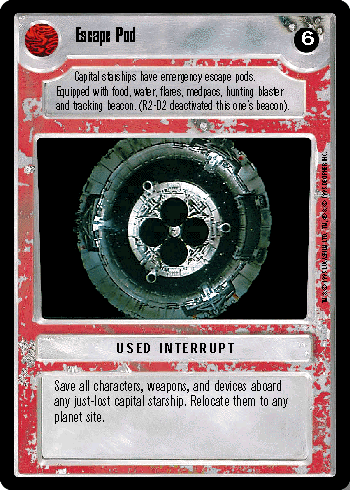 Escape Pod
6
Capital starships have emergency escape pods.
Equipped with food, water, flares, medpacs, hunting blaster
and tracking beacon. (R2-D2 deactivated this one's beacon).
USED INTERRUPT
Save all characters, weapons, and devices aboard
any just-lost capital starship. Relocate them to any
planet site.